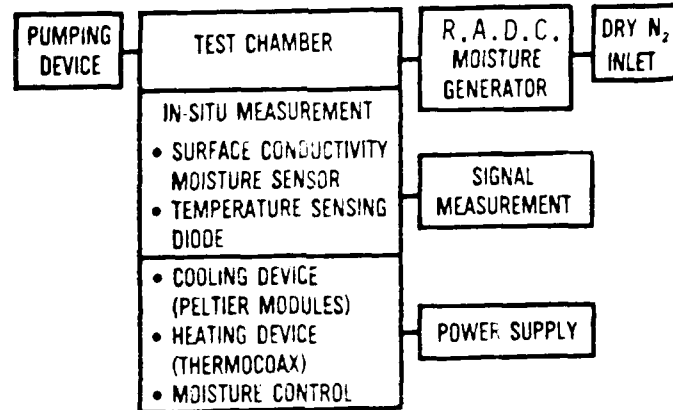 PUMPING
DEVICE
TEST CHAMBER
R.A.D.C.
MOISTURE
GENERATOR
DRY N₂
INLET
IN-SITU MEASUREMENT
• SURFACE CONDUCTIVITY
MOISTURE SENSOR
• TEMPERATURE SENSING
DIODE
SIGNAL
MEASUREMENT
• COOLING DEVICE
(PELTIER MODULES)
• HEATING DEVICE
(THERMOCOAX)
• MOISTURE CONTROL
POWER SUPPLY